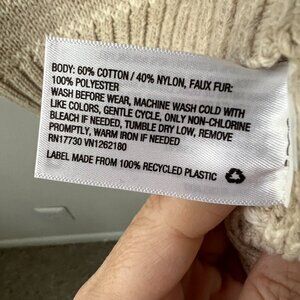 BODY: 60% COTTON / 40% NYLON, FAUX FUR:
100% POLYESTER
WASH BEFORE WEAR, MACHINE WASH COLD WITH
LIKE COLORS, GENTLE CYCLE, ONLY NON-CHLORINE
BLEACH IF NEEDED, TUMBLE DRY LOW, REMOVE
PROMPTLY, WARM IRON IF NEEDED
RN17730 VN1262180
LABEL MADE FROM 100% RECYCLED PLASTIC